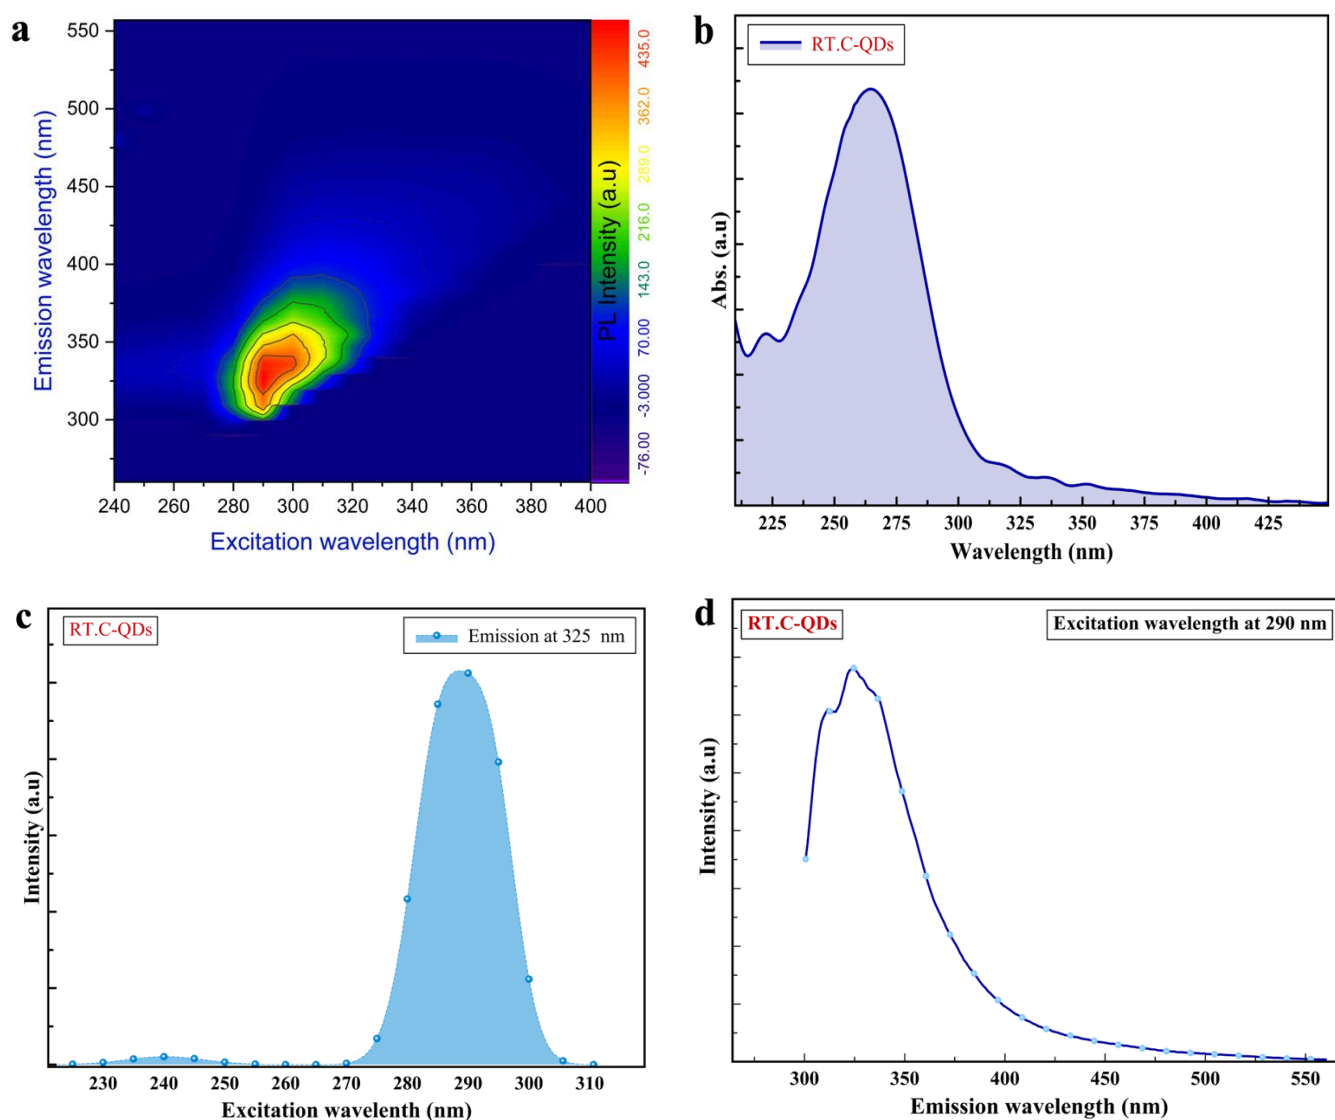 a
550
500
450
400
350
300
Emission wavelength (nm)
240 260 280 300 320 340 360 380 400
Excitation wavelength (nm)
PL Intensity (a.u)
435.0
362.0
289.0
216.0
143.0
70.00
-3.000
-76.00
b
RT.C-QDs
Abs. (a.u)
225 250 275 300 325 350 375 400 425
Wavelength (nm)
c
RT.C-QDs
Emission at 325 nm
Intensity (a.u)
230 240 250 260 270 280 290 300 310
Excitation wavelenth (nm)
d
RT.C-QDs
Excitation wavelength at 290 nm
Intensity (a.u)
300 350 400 450 500 550
Emission wavelength (nm)